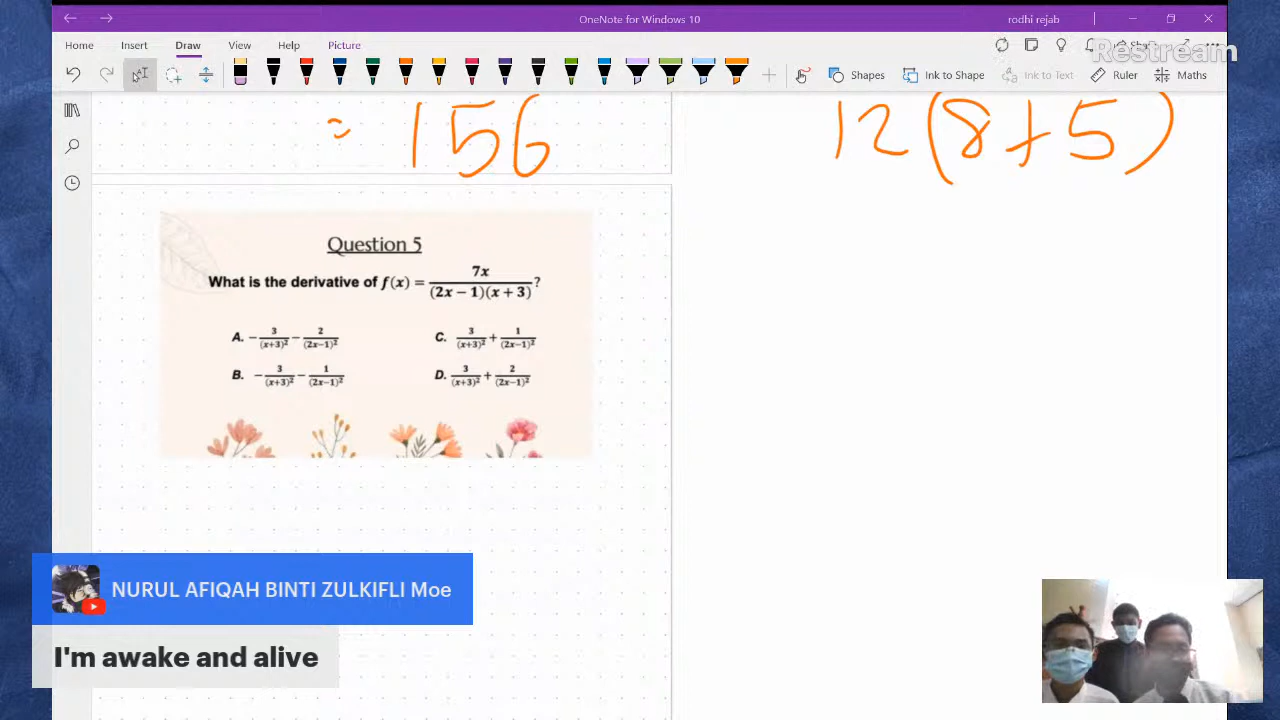 OneNote for Windows 10
rodhi rejab
Home Insert Draw View Help Picture
Restream
Shapes Ink to Shape Ink to Text Ruler Maths
= 156
12(8+5)
Question 5
What is the derivative of f(x) = 7x / (2x − 1)(x + 3) ?
A. − 3/(x+3)² − 2/(2x−1)²
C. 3/(x+3)² + 1/(2x−1)²
B. − 3/(x+3)² − 1/(2x−1)²
D. 3/(x+3)² + 2/(2x−1)²
NURUL AFIQAH BINTI ZULKIFLI Moe
I'm awake and alive